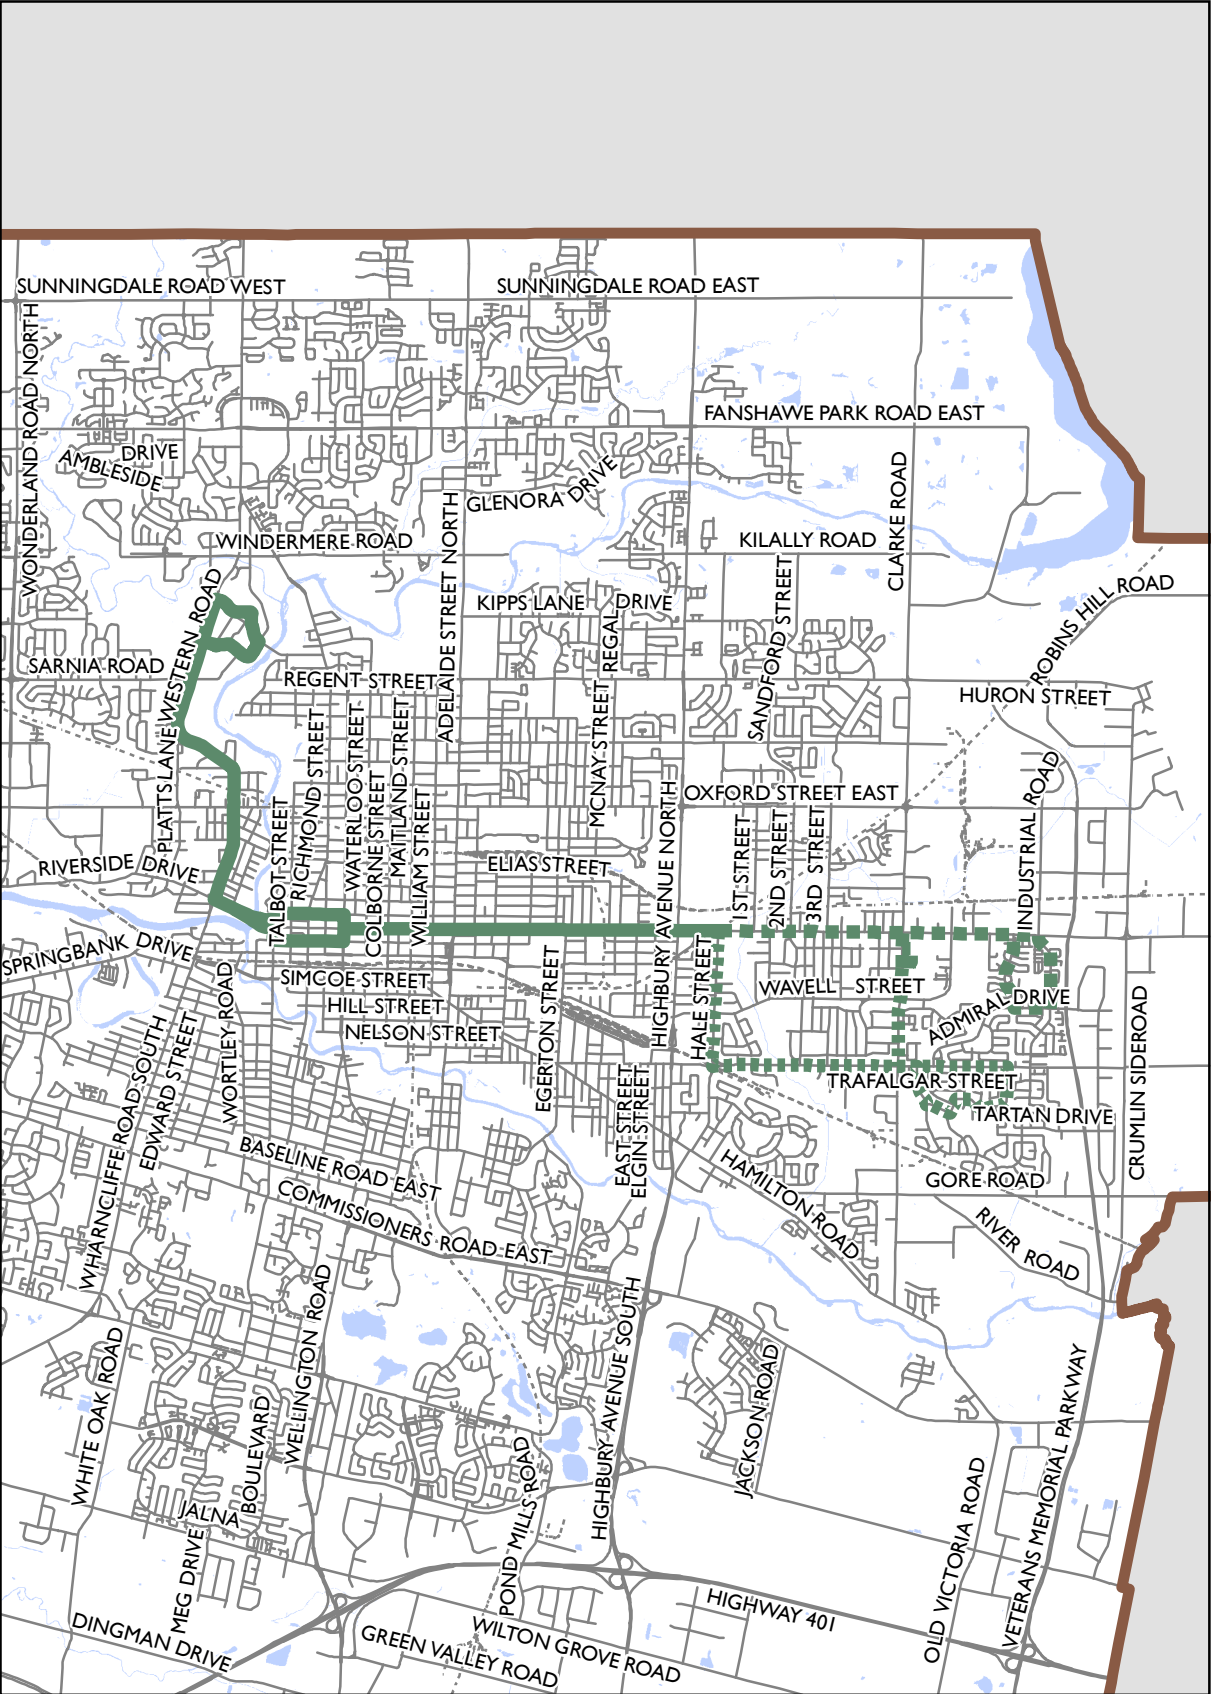 SUNNINGDALE ROAD WEST
SUNNINGDALE ROAD EAST
WONDERLAND ROAD NORTH
FANSHAWE PARK ROAD EAST
AMBLESIDE
DRIVE
GLENORA DRIVE
CLARKE ROAD
ADELAIDE STREET NORTH
WINDERMERE ROAD
KILALLY ROAD
WESTERN ROAD
KIPPS LANE
REGAL
DRIVE
SANDFORD STREET
ROBINS HILL ROAD
SARNIA ROAD
REGENT STREET
HURON STREET
PLATTS LANE
TALBOT STREET
RICHMOND STREET
WATERLOO STREET
COLBORNE STREET
MAITLAND STREET
WILLIAM STREET
MCNAY STREET
HIGHBURY AVENUE NORTH
OXFORD STREET EAST
1ST STREET
2ND STREET
3RD STREET
INDUSTRIAL ROAD
RIVERSIDE DRIVE
ELIAS STREET
SPRINGBANK DRIVE
SIMCOE STREET
HILL STREET
NELSON STREET
EGERTON STREET
HALE STREET
WAVELL STREET
ADMIRAL DRIVE
CRUMLIN SIDEROAD
WHARNCLIFFE ROAD SOUTH
EDWARD STREET
WORTLEY ROAD
EAST STREET
ELGIN STREET
TRAFALGAR STREET
TARTAN DRIVE
BASELINE ROAD EAST
COMMISSIONERS ROAD EAST
HAMILTON ROAD
GORE ROAD
RIVER ROAD
WHITE OAK ROAD
WELLINGTON ROAD
HIGHBURY AVENUE SOUTH
JACKSON ROAD
JALNA
BOULEVARD
MEG DRIVE
POND MILLS ROAD
OLD VICTORIA ROAD
VETERANS MEMORIAL PARKWAY
HIGHWAY 401
DINGMAN DRIVE
GREEN VALLEY ROAD
WILTON GROVE ROAD